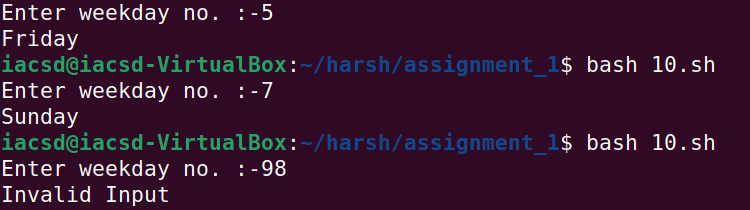 Enter weekday no. :-5
Friday
iacsd@iacsd-VirtualBox:~/harsh/assignment_1$ bash 10.sh
Enter weekday no. :-7
Sunday
iacsd@iacsd-VirtualBox:~/harsh/assignment_1$ bash 10.sh
Enter weekday no. :-98
Invalid Input